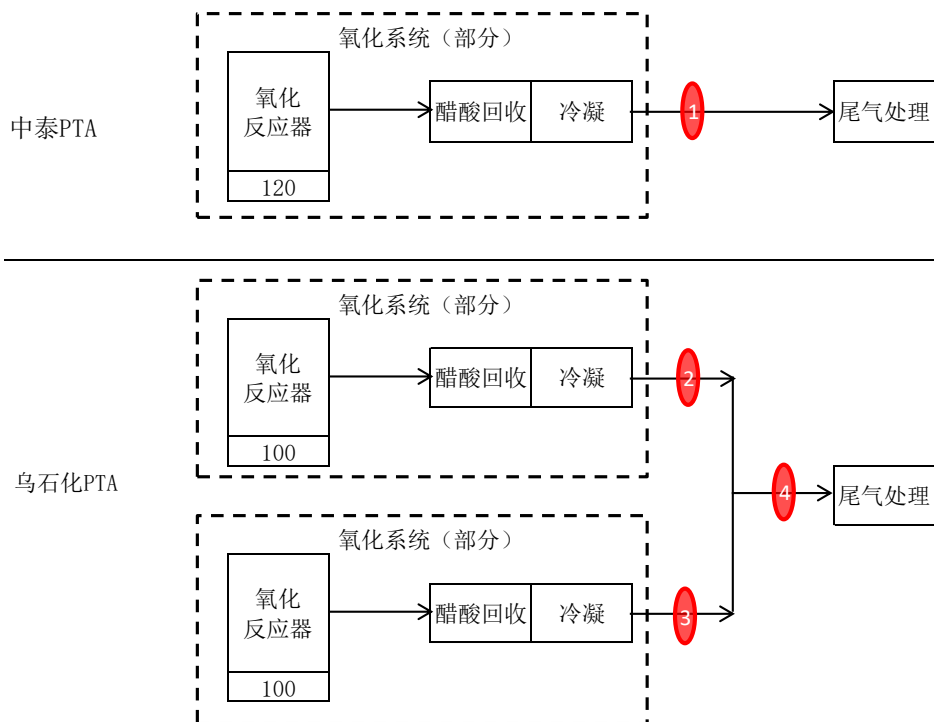 氧化系统（部分）
氧化
反应器
120
醋酸回收
冷凝
1
尾气处理
中泰PTA
氧化系统（部分）
氧化
反应器
100
醋酸回收
冷凝
2
乌石化PTA
4
尾气处理
氧化系统（部分）
氧化
反应器
100
醋酸回收
冷凝
3